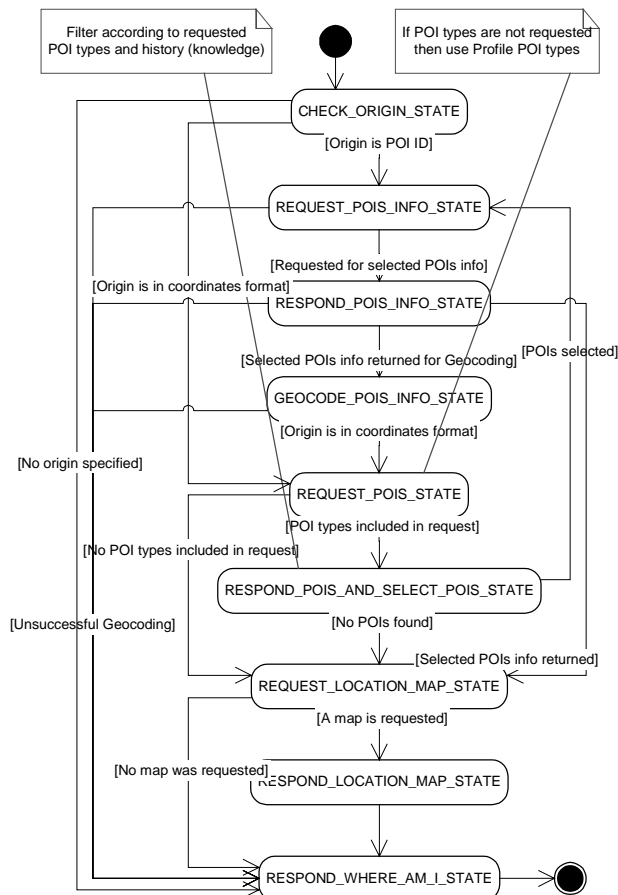 Filter according to requested
POI types and history (knowledge)
If POI types are not requested
then use Profile POI types
CHECK_ORIGIN_STATE
[Origin is POI ID]
REQUEST_POIS_INFO_STATE
[Requested for selected POIs info]
[Origin is in coordinates format]
RESPOND_POIS_INFO_STATE
[POIs selected]
[Selected POIs info returned for Geocoding]
GEOCODE_POIS_INFO_STATE
[Origin is in coordinates format]
[No origin specified]
REQUEST_POIS_STATE
[POI types included in request]
[No POI types included in request]
RESPOND_POIS_AND_SELECT_POIS_STATE
[No POIs found]
[Unsuccessful Geocoding]
[Selected POIs info returned]
REQUEST_LOCATION_MAP_STATE
[A map is requested]
[No map was requested]
RESPOND_LOCATION_MAP_STATE
RESPOND_WHERE_AM_I_STATE